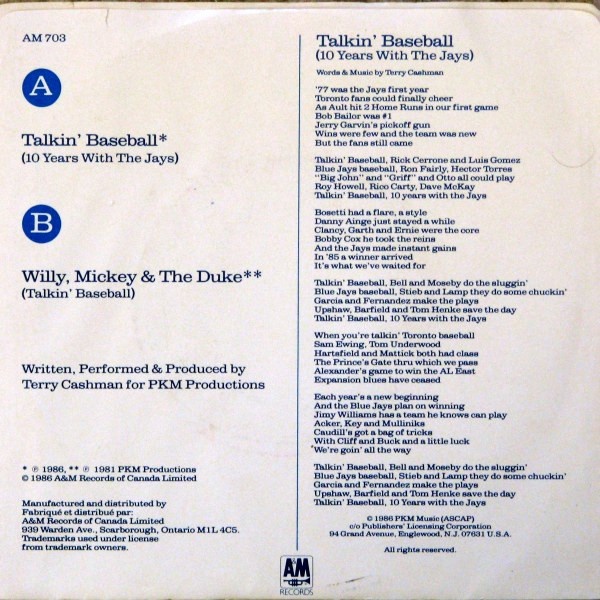 AM 703
A
Talkin' Baseball*
(10 Years With The Jays)
B
Willy, Mickey & The Duke**
(Talkin' Baseball)
Written, Performed & Produced by
Terry Cashman for PKM Productions
* ℗ 1986, ** ℗ 1981 PKM Productions
© 1986 A&M Records of Canada Limited
Manufactured and distributed by
Fabriqué et distribué par:
A&M Records of Canada Limited
939 Warden Ave., Scarborough, Ontario M1L 4C5.
Trademarks used under license
from trademark owners.
Talkin' Baseball
(10 Years With The Jays)
Words & Music by Terry Cashman
'77 was the Jays first year
Toronto fans could finally cheer
As Ault hit 2 Home Runs in our first game
Bob Bailor was #1
Jerry Garvin's pickoff gun
Wins were few and the team was new
But the fans still came
Talkin' Baseball, Rick Cerrone and Luis Gomez
Blue Jays baseball, Ron Fairly, Hector Torres
"Big John" and "Griff" and Otto all could play
Roy Howell, Rico Carty, Dave McKay
Talkin' Baseball, 10 years with the Jays
Bosetti had a flare, a style
Danny Ainge just stayed a while
Clancy, Garth and Ernie were the core
Bobby Cox he took the reins
And the Jays made instant gains
In '85 a winner arrived
It's what we've waited for
Talkin' Baseball, Bell and Moseby do the sluggin'
Blue Jays baseball, Stieb and Lamp they do some chuckin'
Garcia and Fernandez make the plays
Upshaw, Barfield and Tom Henke save the day
Talkin' Baseball, 10 Years with the Jays
When you're talkin' Toronto baseball
Sam Ewing, Tom Underwood
Hartsfield and Mattick both had class
The Prince's Gate thru which we pass
Alexander's game to win the AL East
Expansion blues have ceased
Each year's a new beginning
And the Blue Jays plan on winning
Jimy Williams has a team he knows can play
Acker, Key and Mulliniks
Caudill's got a bag of tricks
With Cliff and Buck and a little luck
We're goin' all the way
Talkin' Baseball, Bell and Moseby do the sluggin'
Blue Jays baseball, Stieb and Lamp they do some chuckin'
Garcia and Fernandez make the plays
Upshaw, Barfield and Tom Henke save the day
Talkin' Baseball, 10 Years with the Jays
© 1986 PKM Music (ASCAP)
c/o Publishers' Licensing Corporation
94 Grand Avenue, Englewood, N.J. 07631 U.S.A.
All rights reserved.
AM
RECORDS